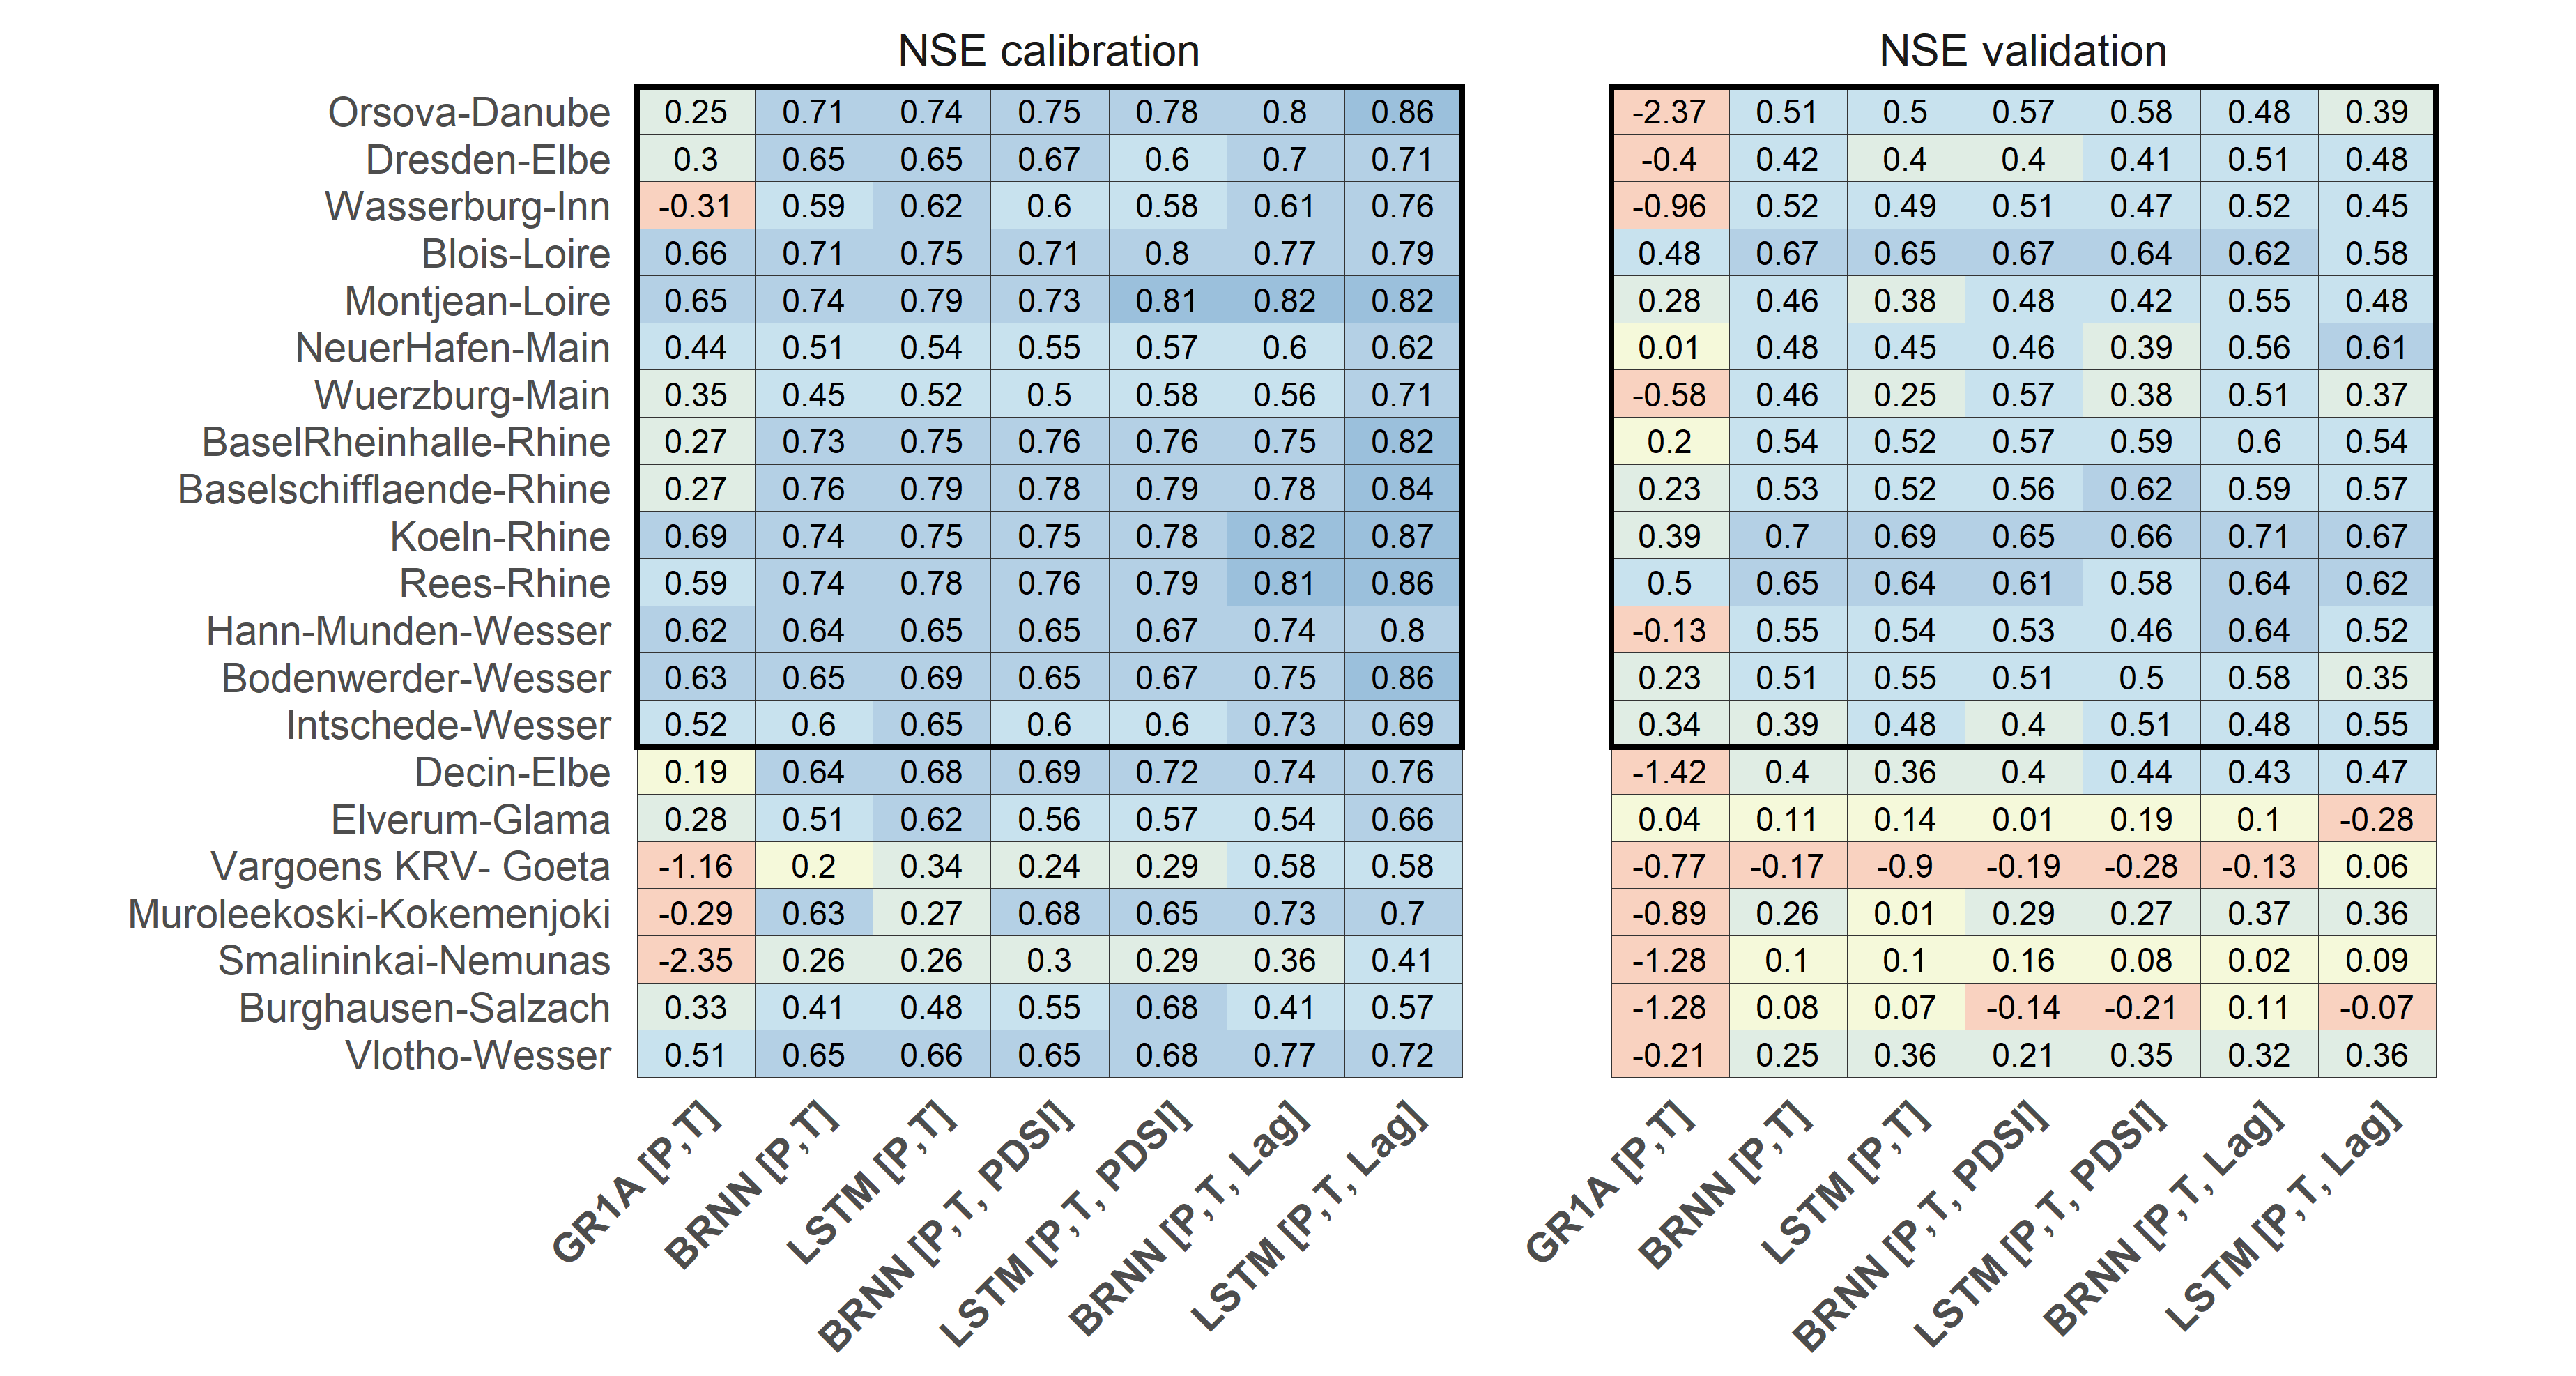 NSE calibration NSE validation
Orsova-Danube 0.25 0.71 0.74 0.75 0.78 0.8 0.86 -2.37 0.51 0.5 0.57 0.58 0.48 0.39
Dresden-Elbe 0.3 0.65 0.65 0.67 0.6 0.7 0.71 -0.4 0.42 0.4 0.4 0.41 0.51 0.48
Wasserburg-Inn -0.31 0.59 0.62 0.6 0.58 0.61 0.76 -0.96 0.52 0.49 0.51 0.47 0.52 0.45
Blois-Loire 0.66 0.71 0.75 0.71 0.8 0.77 0.79 0.48 0.67 0.65 0.67 0.64 0.62 0.58
Montjean-Loire 0.65 0.74 0.79 0.73 0.81 0.82 0.82 0.28 0.46 0.38 0.48 0.42 0.55 0.48
NeuerHafen-Main 0.44 0.51 0.54 0.55 0.57 0.6 0.62 0.01 0.48 0.45 0.46 0.39 0.56 0.61
Wuerzburg-Main 0.35 0.45 0.52 0.5 0.58 0.56 0.71 -0.58 0.46 0.25 0.57 0.38 0.51 0.37
BaselRheinhalle-Rhine 0.27 0.73 0.75 0.76 0.76 0.75 0.82 0.2 0.54 0.52 0.57 0.59 0.6 0.54
Baselschifflaende-Rhine 0.27 0.76 0.79 0.78 0.79 0.78 0.84 0.23 0.53 0.52 0.56 0.62 0.59 0.57
Koeln-Rhine 0.69 0.74 0.75 0.75 0.78 0.82 0.87 0.39 0.7 0.69 0.65 0.66 0.71 0.67
Rees-Rhine 0.59 0.74 0.78 0.76 0.79 0.81 0.86 0.5 0.65 0.64 0.61 0.58 0.64 0.62
Hann-Munden-Wesser 0.62 0.64 0.65 0.65 0.67 0.74 0.8 -0.13 0.55 0.54 0.53 0.46 0.64 0.52
Bodenwerder-Wesser 0.63 0.65 0.69 0.65 0.67 0.75 0.86 0.23 0.51 0.55 0.51 0.5 0.58 0.35
Intschede-Wesser 0.52 0.6 0.65 0.6 0.6 0.73 0.69 0.34 0.39 0.48 0.4 0.51 0.48 0.55
Decin-Elbe 0.19 0.64 0.68 0.69 0.72 0.74 0.76 -1.42 0.4 0.36 0.4 0.44 0.43 0.47
Elverum-Glama 0.28 0.51 0.62 0.56 0.57 0.54 0.66 0.04 0.11 0.14 0.01 0.19 0.1 -0.28
Vargoens KRV- Goeta -1.16 0.2 0.34 0.24 0.29 0.58 0.58 -0.77 -0.17 -0.9 -0.19 -0.28 -0.13 0.06
Muroleekoski-Kokemenjoki -0.29 0.63 0.27 0.68 0.65 0.73 0.7 -0.89 0.26 0.01 0.29 0.27 0.37 0.36
Smalininkai-Nemunas -2.35 0.26 0.26 0.3 0.29 0.36 0.41 -1.28 0.1 0.1 0.16 0.08 0.02 0.09
Burghausen-Salzach 0.33 0.41 0.48 0.55 0.68 0.41 0.57 -1.28 0.08 0.07 -0.14 -0.21 0.11 -0.07
Vlotho-Wesser 0.51 0.65 0.66 0.65 0.68 0.77 0.72 -0.21 0.25 0.36 0.21 0.35 0.32 0.36
GR1A [P,T]
BRNN [P,T]
LSTM [P,T]
BRNN [P,T, PDSI]
LSTM [P,T, PDSI]
BRNN [P,T, Lag]
LSTM [P,T, Lag]
GR1A [P,T]
BRNN [P,T]
LSTM [P,T]
BRNN [P,T, PDSI]
LSTM [P,T, PDSI]
BRNN [P,T, Lag]
LSTM [P,T, Lag]